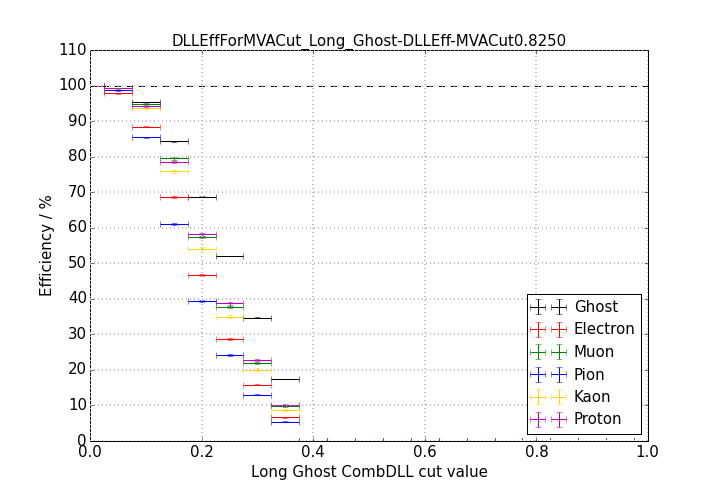 DLLEffForMVACut_Long_Ghost-DLLEff-MVACut0.8250
110
100
90
80
70
60
50
40
30
20
10
0
Efficiency / %
Ghost
Electron
Muon
Pion
Kaon
Proton
0.0 0.2 0.4 0.6 0.8 1.0
Long Ghost CombDLL cut value